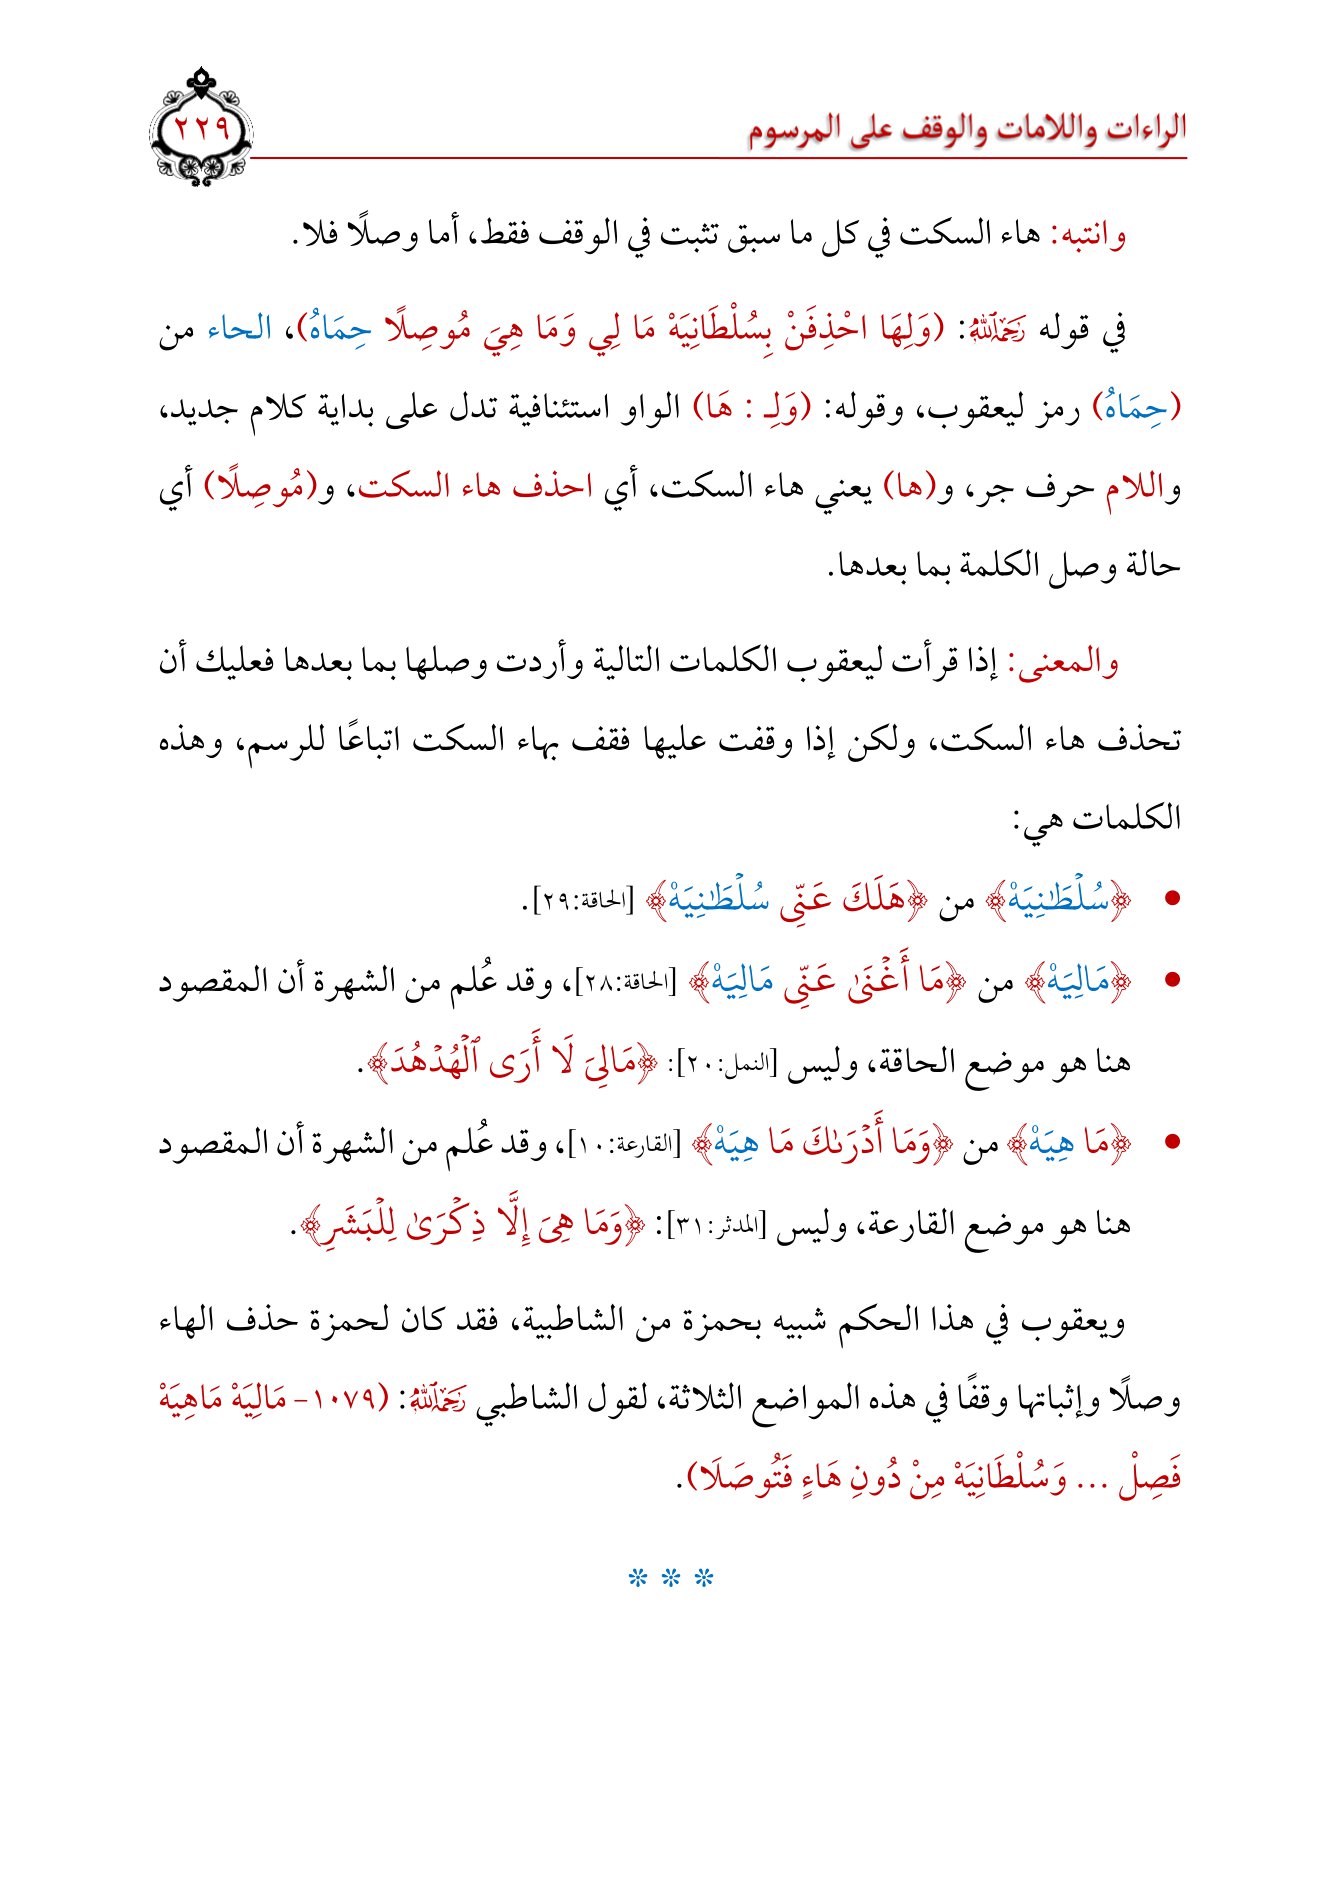 الراءات واللامات والوقف على المرسوم
٢٢٩
وانتبه: هاء السكت في كل ما سبق تثبت في الوقف فقط، أما وصلًا فلا.
في قوله رَحِمَهُ ٱللَّهُ: (وَلِهَا احْذِفَنْ بِسُلْطَانِيَهْ مَا لِي وَمَا هِيَ مُوصِلًا حِمَاهُ)، الحاء من
(حِمَاهُ) رمز ليعقوب، وقوله: (وَلِـ : هَا) الواو استئنافية تدل على بداية كلام جديد،
واللام حرف جر، و(ها) يعني هاء السكت، أي احذف هاء السكت، و(مُوصِلًا) أي
حالة وصل الكلمة بما بعدها.
والمعنى: إذا قرأت ليعقوب الكلمات التالية وأردت وصلها بما بعدها فعليك أن
تحذف هاء السكت، ولكن إذا وقفت عليها فقف بهاء السكت اتباعًا للرسم، وهذه
الكلمات هي:
• ﴿سُلۡطَٰنِيَهۡ﴾ من ﴿هَلَكَ عَنِّى سُلۡطَٰنِيَهۡ﴾ [الحاقة:٢٩].
• ﴿مَالِيَهۡ﴾ من ﴿مَا أَغۡنَىٰ عَنِّى مَالِيَهۡ﴾ [الحاقة:٢٨]، وقد عُلم من الشهرة أن المقصود
هنا هو موضع الحاقة، وليس [النمل:٢٠]: ﴿مَالِىَ لَا أَرَى ٱلۡهُدۡهُدَ﴾.
• ﴿مَا هِيَهۡ﴾ من ﴿وَمَا أَدۡرَىٰكَ مَا هِيَهۡ﴾ [القارعة:١٠]، وقد عُلم من الشهرة أن المقصود
هنا هو موضع القارعة، وليس [المدثر:٣١]: ﴿وَمَا هِىَ إِلَّا ذِكۡرَىٰ لِلۡبَشَرِ﴾.
ويعقوب في هذا الحكم شبيه بحمزة من الشاطبية، فقد كان لحمزة حذف الهاء
وصلًا وإثباتها وقفًا في هذه المواضع الثلاثة، لقول الشاطبي رَحِمَهُ ٱللَّهُ: (١٠٧٩- مَالِيَهْ مَاهِيَهْ
فَصِلْ ... وَسُلْطَانِيَهْ مِنْ دُونِ هَاءٍ فَتُوصَلَا).
* * *